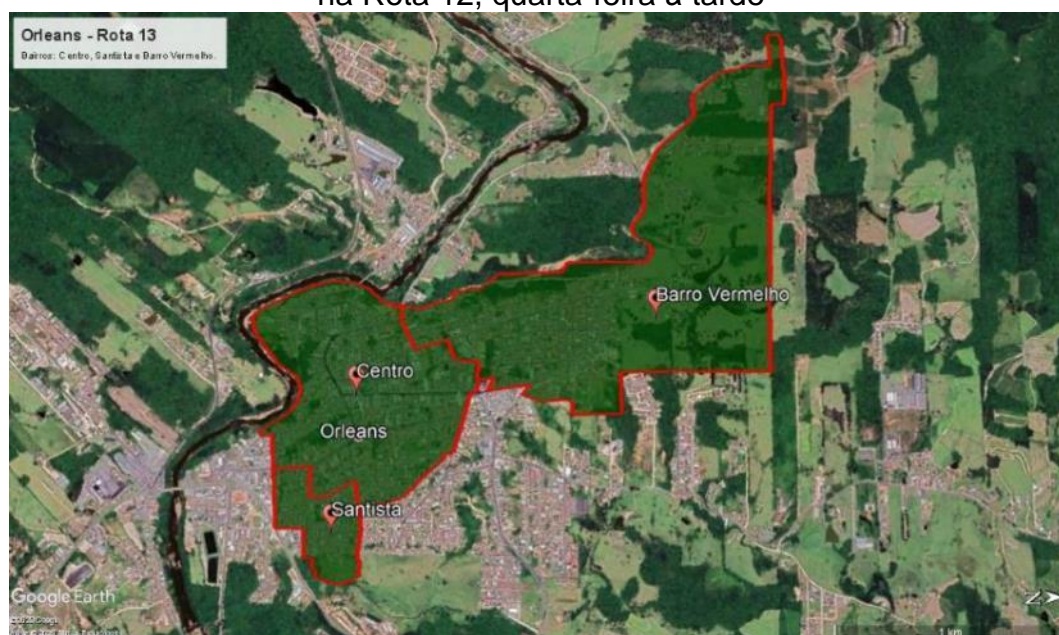 na Rota 12, quarta-feira à tarde
Orleans - Rota 13
Bairros: Centro, Santista e Barro Vermelho.
Barro Vermelho
Centro
Orleans
Santista
Google Earth
1 km